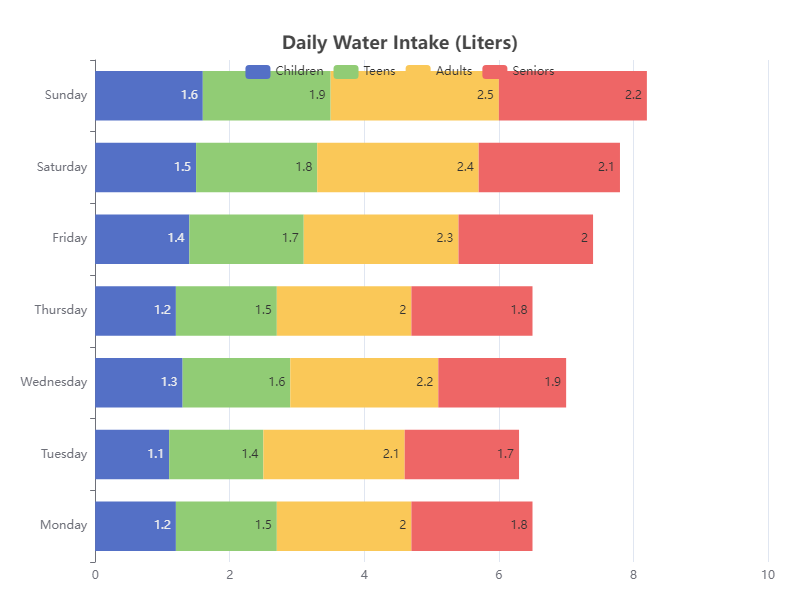 Daily Water Intake (Liters)
Children Teens Adults Seniors
Sunday 1.6 1.9 2.5 2.2
Saturday 1.5 1.8 2.4 2.1
Friday 1.4 1.7 2.3 2
Thursday 1.2 1.5 2 1.8
Wednesday 1.3 1.6 2.2 1.9
Tuesday 1.1 1.4 2.1 1.7
Monday 1.2 1.5 2 1.8
0 2 4 6 8 10